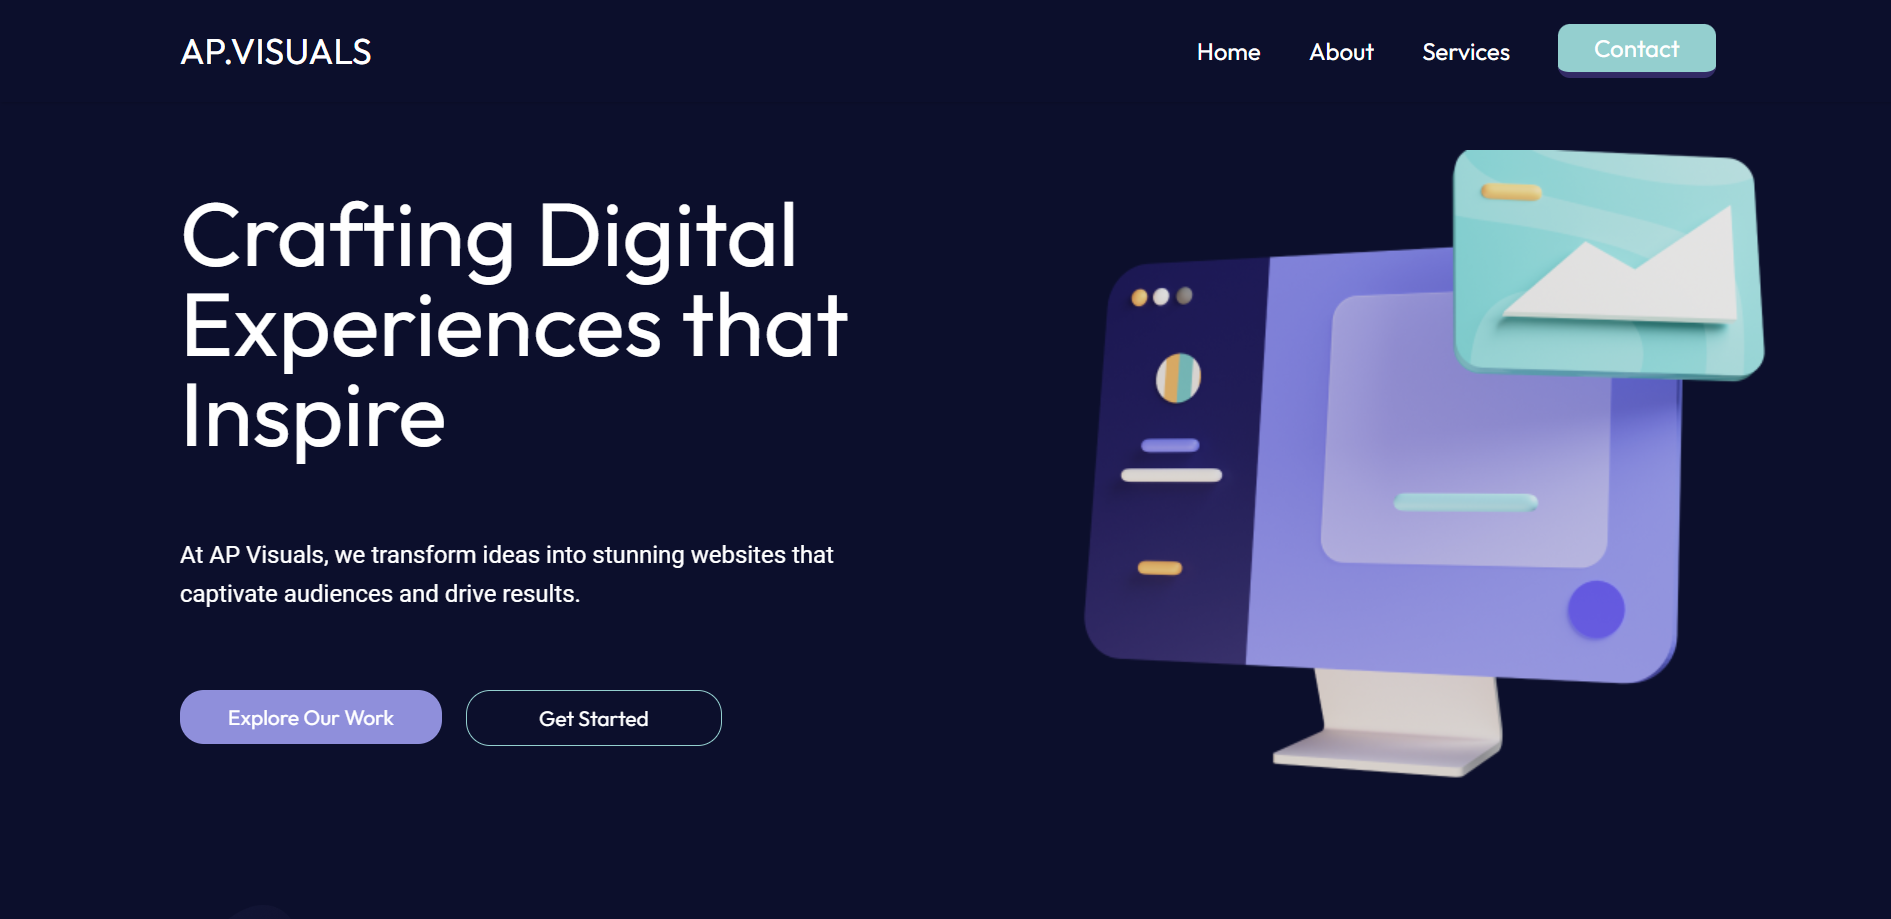 AP.VISUALS
Home
About
Services
Contact
Crafting Digital
Experiences that
Inspire
At AP Visuals, we transform ideas into stunning websites that
captivate audiences and drive results.
Explore Our Work
Get Started